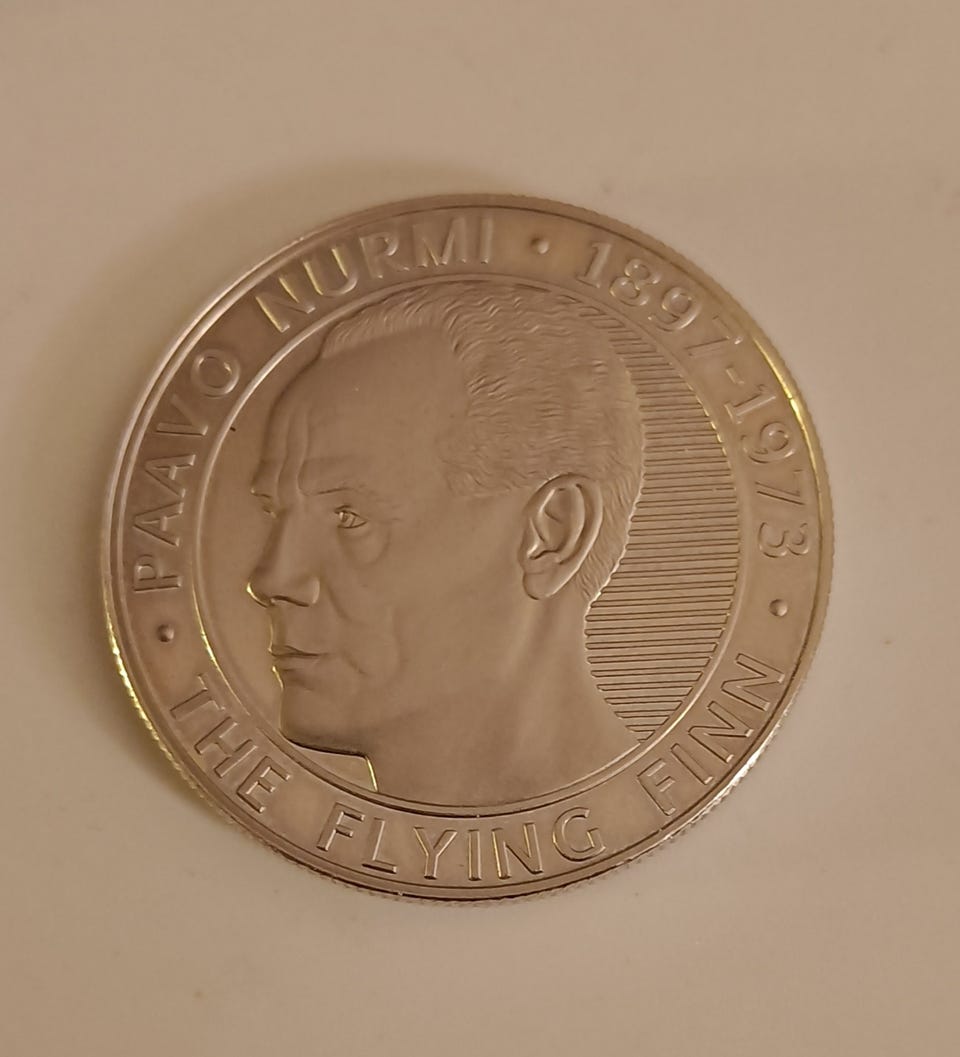 PAAVO NURMI • 1897-1973 •
THE FLYING FINN •